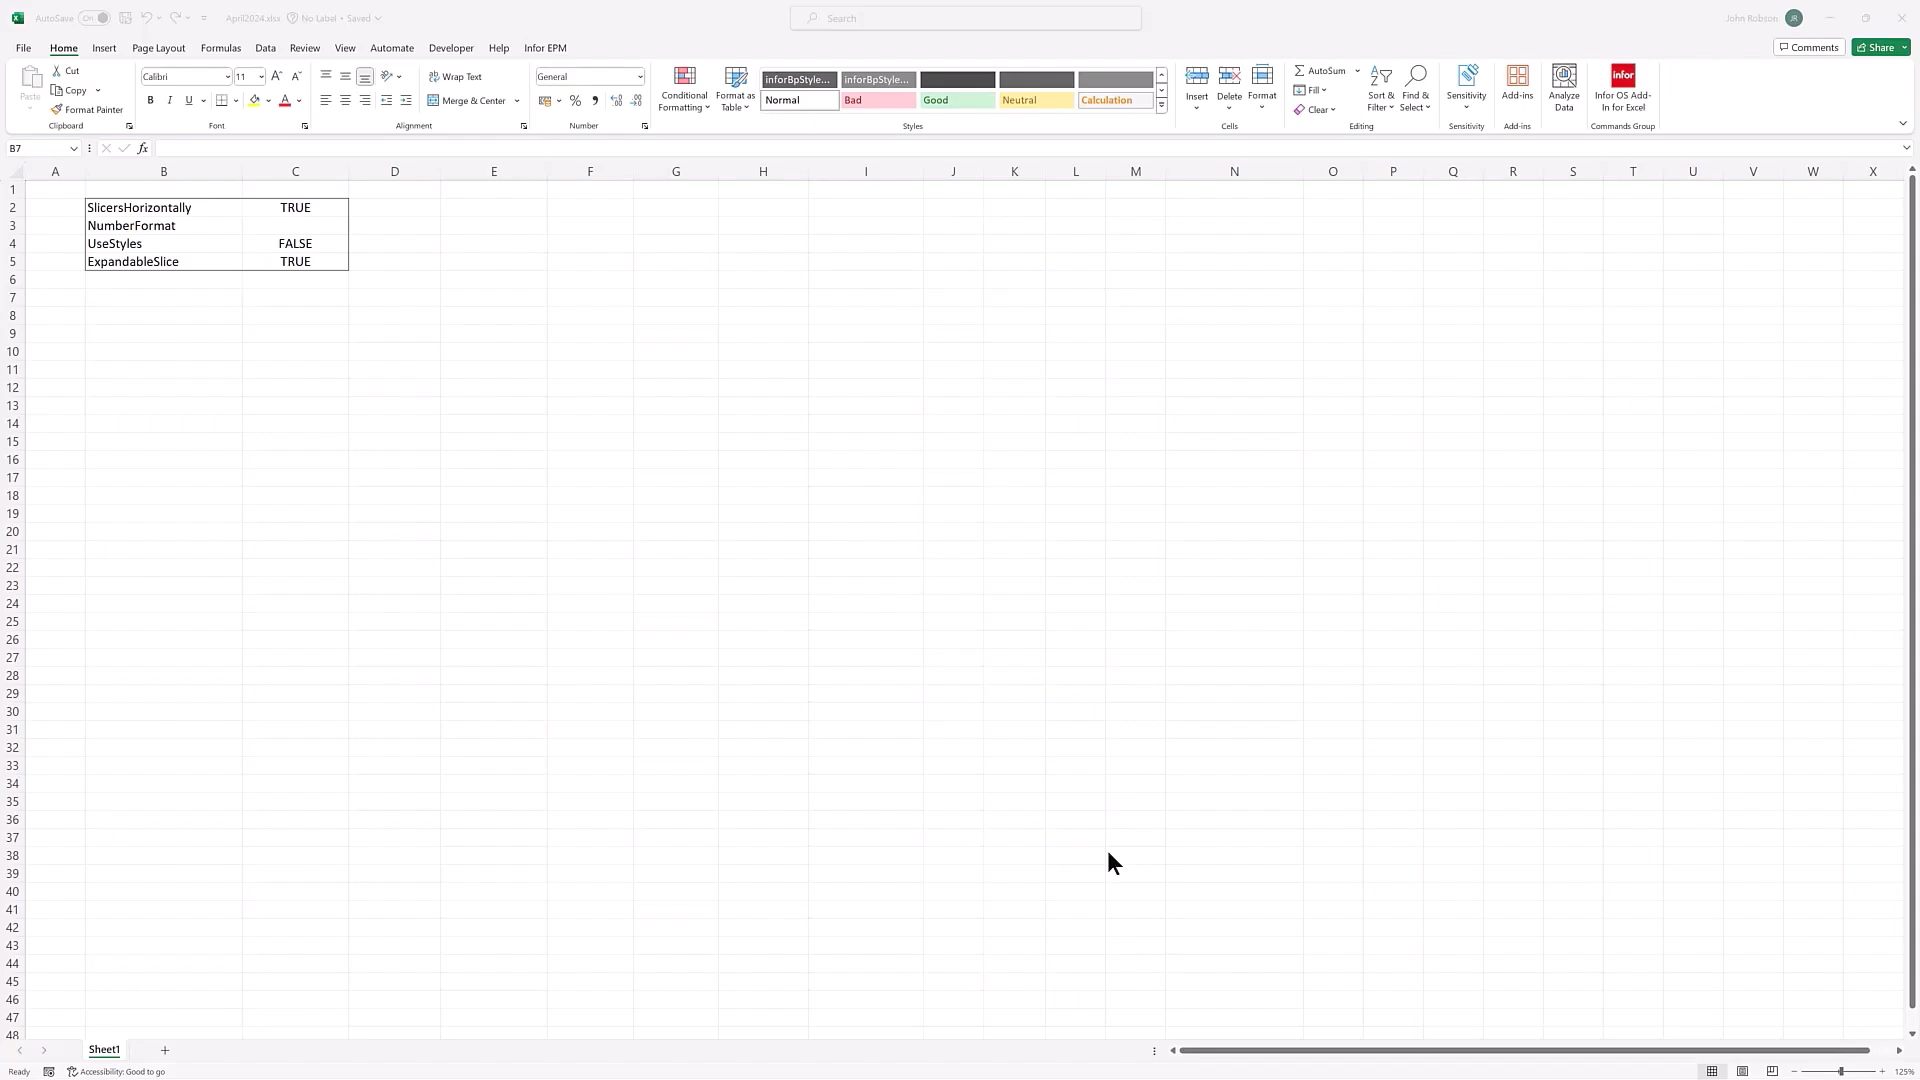 AutoSave On April2024.xlsx No Label • Saved Search John Robson JR
File Home Insert Page Layout Formulas Data Review View Automate Developer Help Infor EPM Comments Share
Paste Cut Copy Format Painter Clipboard
Calibri 11 A A B I U A Font
Wrap Text Merge & Center Alignment
General % Number
Conditional Formatting Format as Table
inforBpStyle... inforBpStyle...
Normal Bad Good Neutral Calculation
Styles
Insert Delete Format Cells
AutoSum Fill Clear Sort & Filter Find & Select Editing
Sensitivity Sensitivity
Add-ins Add-ins
Analyze Data
infor Infor OS Add-In for Excel Commands Group
B7 fx
A B C D E F G H I J K L M N O P Q R S T U V W X
1
2 SlicersHorizontally TRUE
3 NumberFormat
4 UseStyles FALSE
5 ExpandableSlice TRUE
6
7
8
9
10
11
12
13
14
15
16
17
18
19
20
21
22
23
24
25
26
27
28
29
30
31
32
33
34
35
36
37
38
39
40
41
42
43
44
45
46
47
48
Sheet1
Ready Accessibility: Good to go 125%